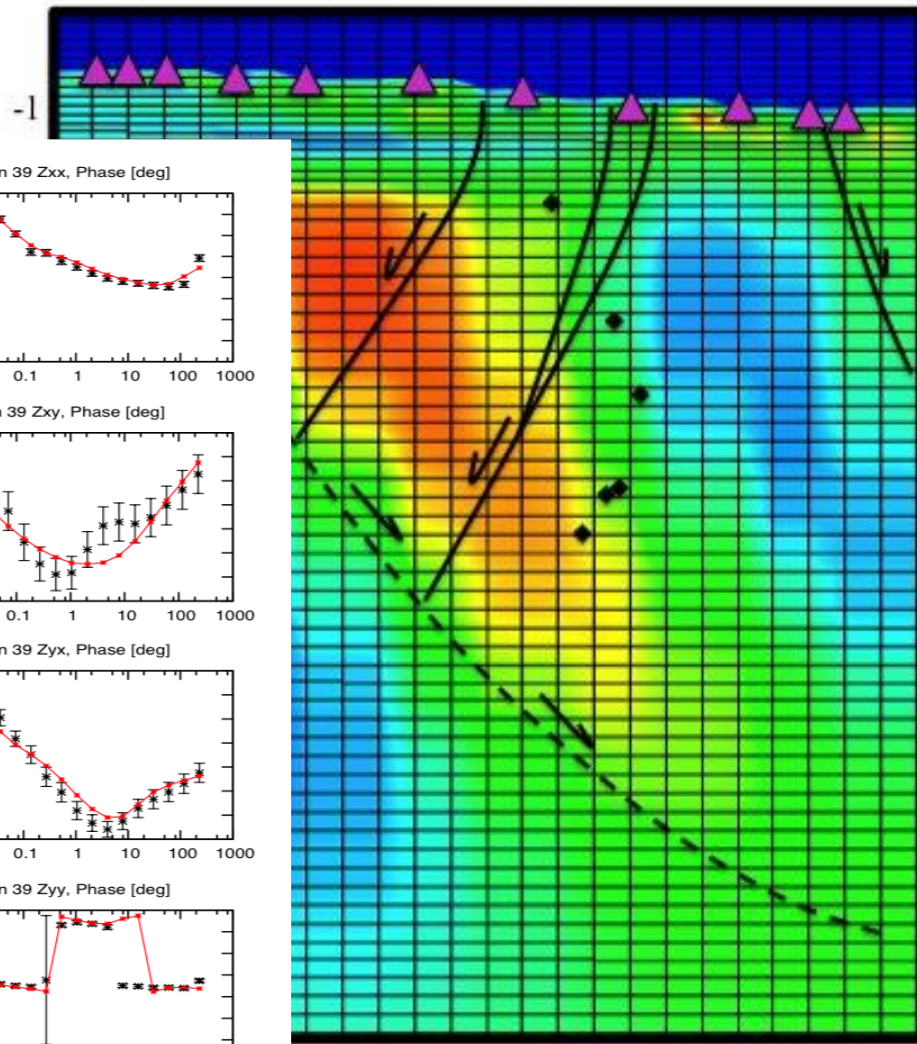 -1
n 39 Zxx, Phase [deg]
0.1 1 10 100 1000
n 39 Zxy, Phase [deg]
0.1 1 10 100 1000
n 39 Zyx, Phase [deg]
0.1 1 10 100 1000
n 39 Zyy, Phase [deg]